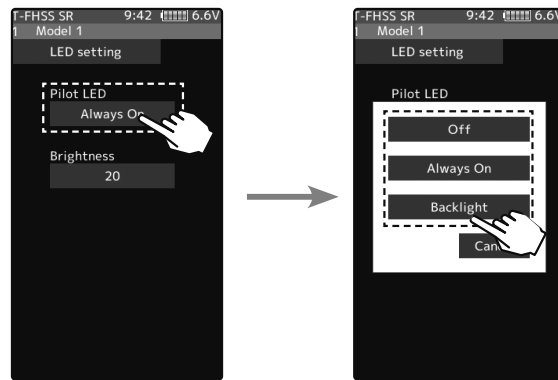 T-FHSS SR 9:42 6.6V
1 Model 1
LED setting
Pilot LED
Always On
Brightness
20
T-FHSS SR 9:42 6.6V
1 Model 1
LED setting
Pilot LED
Off
Always On
Backlight